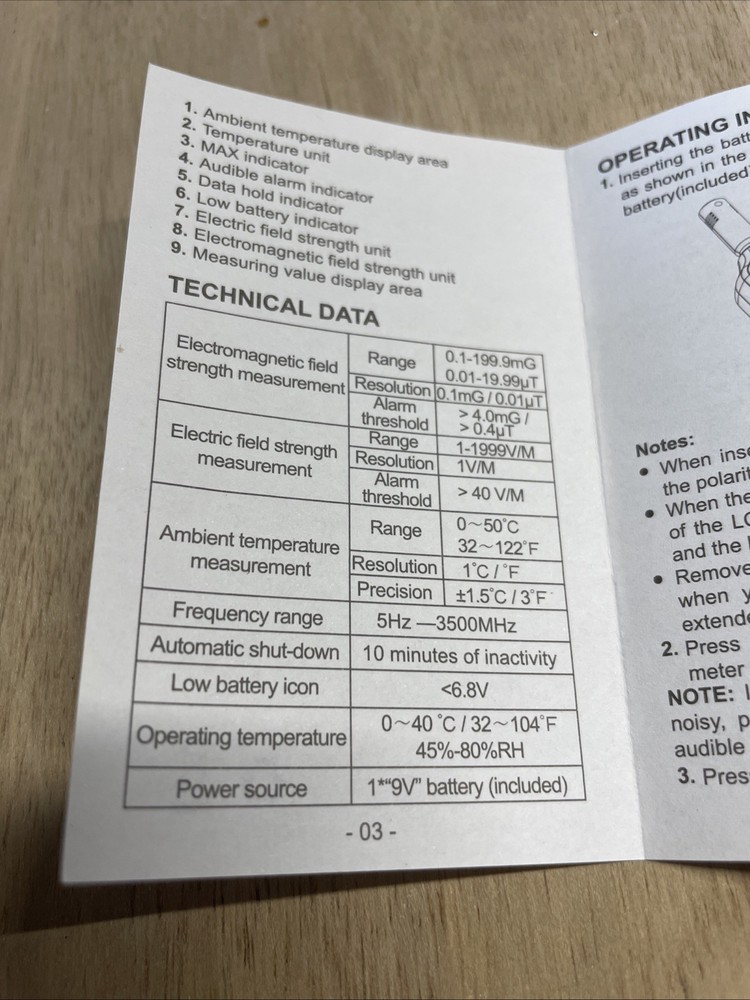 1. Ambient temperature display area
2. Temperature unit
3. MAX indicator
4. Audible alarm indicator
5. Data hold indicator
6. Low battery indicator
7. Electric field strength unit
8. Electromagnetic field strength unit
9. Measuring value display area
TECHNICAL DATA
Electromagnetic field
strength measurement
Range
0.1-199.9mG
0.01-19.99μT
Resolution
0.1mG / 0.01μT
Alarm
threshold
> 4.0mG /
> 0.4μT
Electric field strength
measurement
Range
1-1999V/M
Resolution
1V/M
Alarm
threshold
> 40 V/M
Ambient temperature
measurement
Range
0~50°C
32~122°F
Resolution
1°C / °F
Precision
±1.5°C / 3°F
Frequency range
5Hz —3500MHz
Automatic shut-down
10 minutes of inactivity
Low battery icon
<6.8V
Operating temperature
0~40 °C / 32~104°F
45%-80%RH
Power source
1*“9V” battery (included)
- 03 -
OPERATING
1. Inserting the
as shown in the
battery(included
Notes:
• When
the
• When the
of the
and the
• Remove
when
2. Press
meter
NOTE:
noisy,
audible
3.